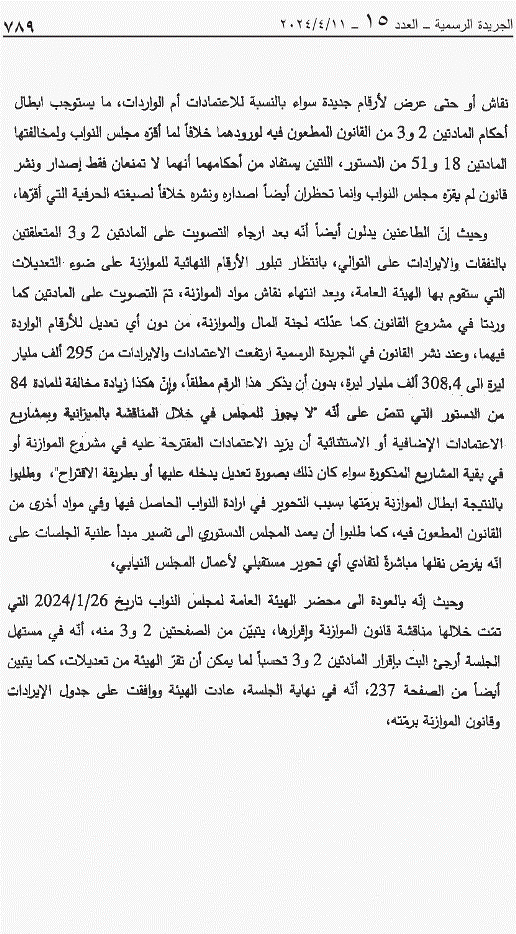 الجريدة الرسمية ــ العدد ١٥ ــ ٢٠٢٤/٤/١١
٧٨٩
نقاش أو حتى عرض لأرقام جديدة سواء بالنسبة للاعتمادات أم الواردات، ما يستوجب ابطال
أحكام المادتين 2 و3 من القانون المطعون فيه لورودهما خلافاً لما أقرّه مجلس النواب ولمخالفتها
المادتين 18 و51 من الدستور، اللتين يستفاد من أحكامهما أنهما لا تمنعان فقط إصدار ونشر
قانون لم يقرّه مجلس النواب وانما تحظران أيضاً اصداره ونشره خلافاً لصيغته الحرفية التي أقرّها،
وحيث إنّ الطاعنين يدلون أيضاً أنّه بعد ارجاء التصويت على المادتين 2 و3 المتعلقتين
بالنفقات والايرادات على التوالي، بانتظار تبلور الأرقام النهائية للموازنة على ضوء التعديلات
التي ستقوم بها الهيئة العامة، وبعد انتهاء نقاش مواد الموازنة، تمّ التصويت على المادتين كما
وردتا في مشروع القانون كما عدّلته لجنة المال والموازنة، من دون أي تعديل للأرقام الواردة
فيهما، وعند نشر القانون في الجريدة الرسمية ارتفعت الاعتمادات والايرادات من 295 ألف مليار
ليرة الى 308,4 ألف مليار ليرة، بدون أن يذكر هذا الرقم مطلقاً، وإنّ هكذا زيادة مخالفة للمادة 84
من الدستور التي تنصّ على أنّه "لا يجوز للمجلس في خلال المناقشة بالميزانية وبمشاريع
الاعتمادات الإضافية أو الاستثنائية أن يزيد الاعتمادات المقترحة عليه في مشروع الموازنة أو
في بقية المشاريع المذكورة سواء كان ذلك بصورة تعديل يدخله عليها أو بطريقة الاقتراح"، وطلبوا
بالنتيجة ابطال الموازنة برمّتها بسبب التحوير في ارادة النواب الحاصل فيها وفي مواد أخرى من
القانون المطعون فيه، كما طلبوا أن يعمد المجلس الدستوري الى تفسير مبدأ علنية الجلسات على
انّه يفرض نقلها مباشرةً لتفادي أي تحوير مستقبلي لأعمال المجلس النيابي،
وحيث إنّه بالعودة الى محضر الهيئة العامة لمجلس النواب تاريخ 2024/1/26 التي
تمّت خلالها مناقشة قانون الموازنة وإقرارها، يتبيّن من الصفحتين 2 و3 منه، أنّه في مستهل
الجلسة أرجئ البتّ بإقرار المادتين 2 و3 تحسباً لما يمكن أن تقرّ الهيئة من تعديلات، كما يتبين
أيضاً من الصفحة 237، أنّه في نهاية الجلسة، عادت الهيئة ووافقت على جدول الإيرادات
وقانون الموازنة برمّته،